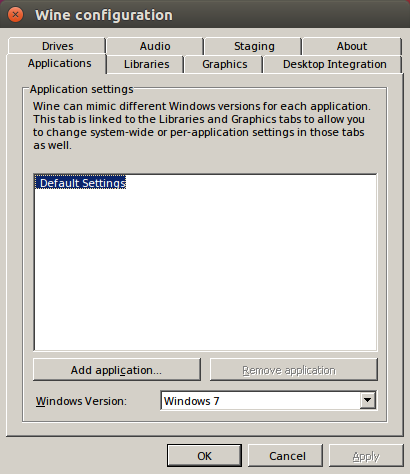 Wine configuration
Drives
Audio
Staging
About
Applications
Libraries
Graphics
Desktop Integration
Application settings
Wine can mimic different Windows versions for each application.
This tab is linked to the Libraries and Graphics tabs to allow you
to change system-wide or per-application settings in those tabs
as well.
Default Settings
Add application...
Remove application
Windows Version:
Windows 7
OK
Cancel
Apply